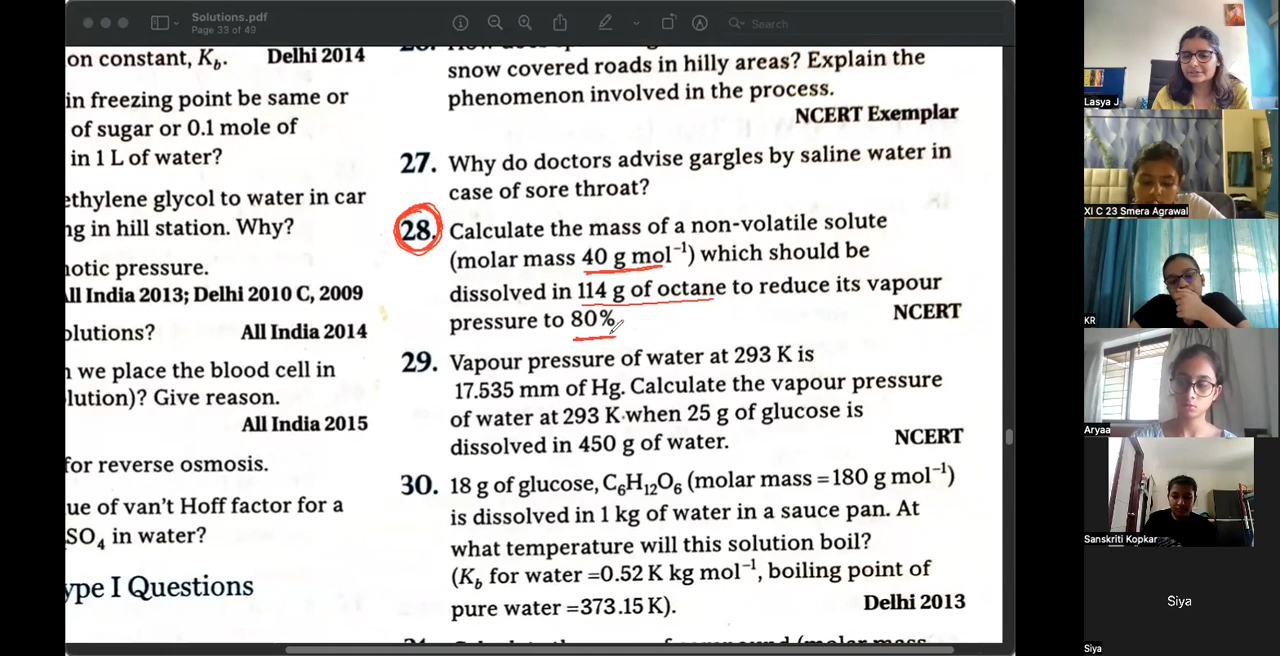 Solutions.pdf
Page 33 of 49
Search
on constant, K_b. Delhi 2014
in freezing point be same or
of sugar or 0.1 mole of
in 1 L of water?
ethylene glycol to water in car
ng in hill station. Why?
notic pressure.
All India 2013; Delhi 2010 C, 2009
olutions? All India 2014
we place the blood cell in
lution)? Give reason.
All India 2015
for reverse osmosis.
ue of van't Hoff factor for a
SO₄ in water?
ype I Questions
snow covered roads in hilly areas? Explain the
phenomenon involved in the process.
NCERT Exemplar
27. Why do doctors advise gargles by saline water in
case of sore throat?
28. Calculate the mass of a non-volatile solute
(molar mass 40 g mol⁻¹) which should be
dissolved in 114 g of octane to reduce its vapour
pressure to 80%. NCERT
29. Vapour pressure of water at 293 K is
17.535 mm of Hg. Calculate the vapour pressure
of water at 293 K when 25 g of glucose is
dissolved in 450 g of water. NCERT
30. 18 g of glucose, C₆H₁₂O₆ (molar mass = 180 g mol⁻¹)
is dissolved in 1 kg of water in a sauce pan. At
what temperature will this solution boil?
(K_b for water =0.52 K kg mol⁻¹, boiling point of
pure water =373.15 K). Delhi 2013
Lasya J
XI C 23 Smera Agrawal
KR
Aryaa
Sanskriti Kopkar
Siya
Siya